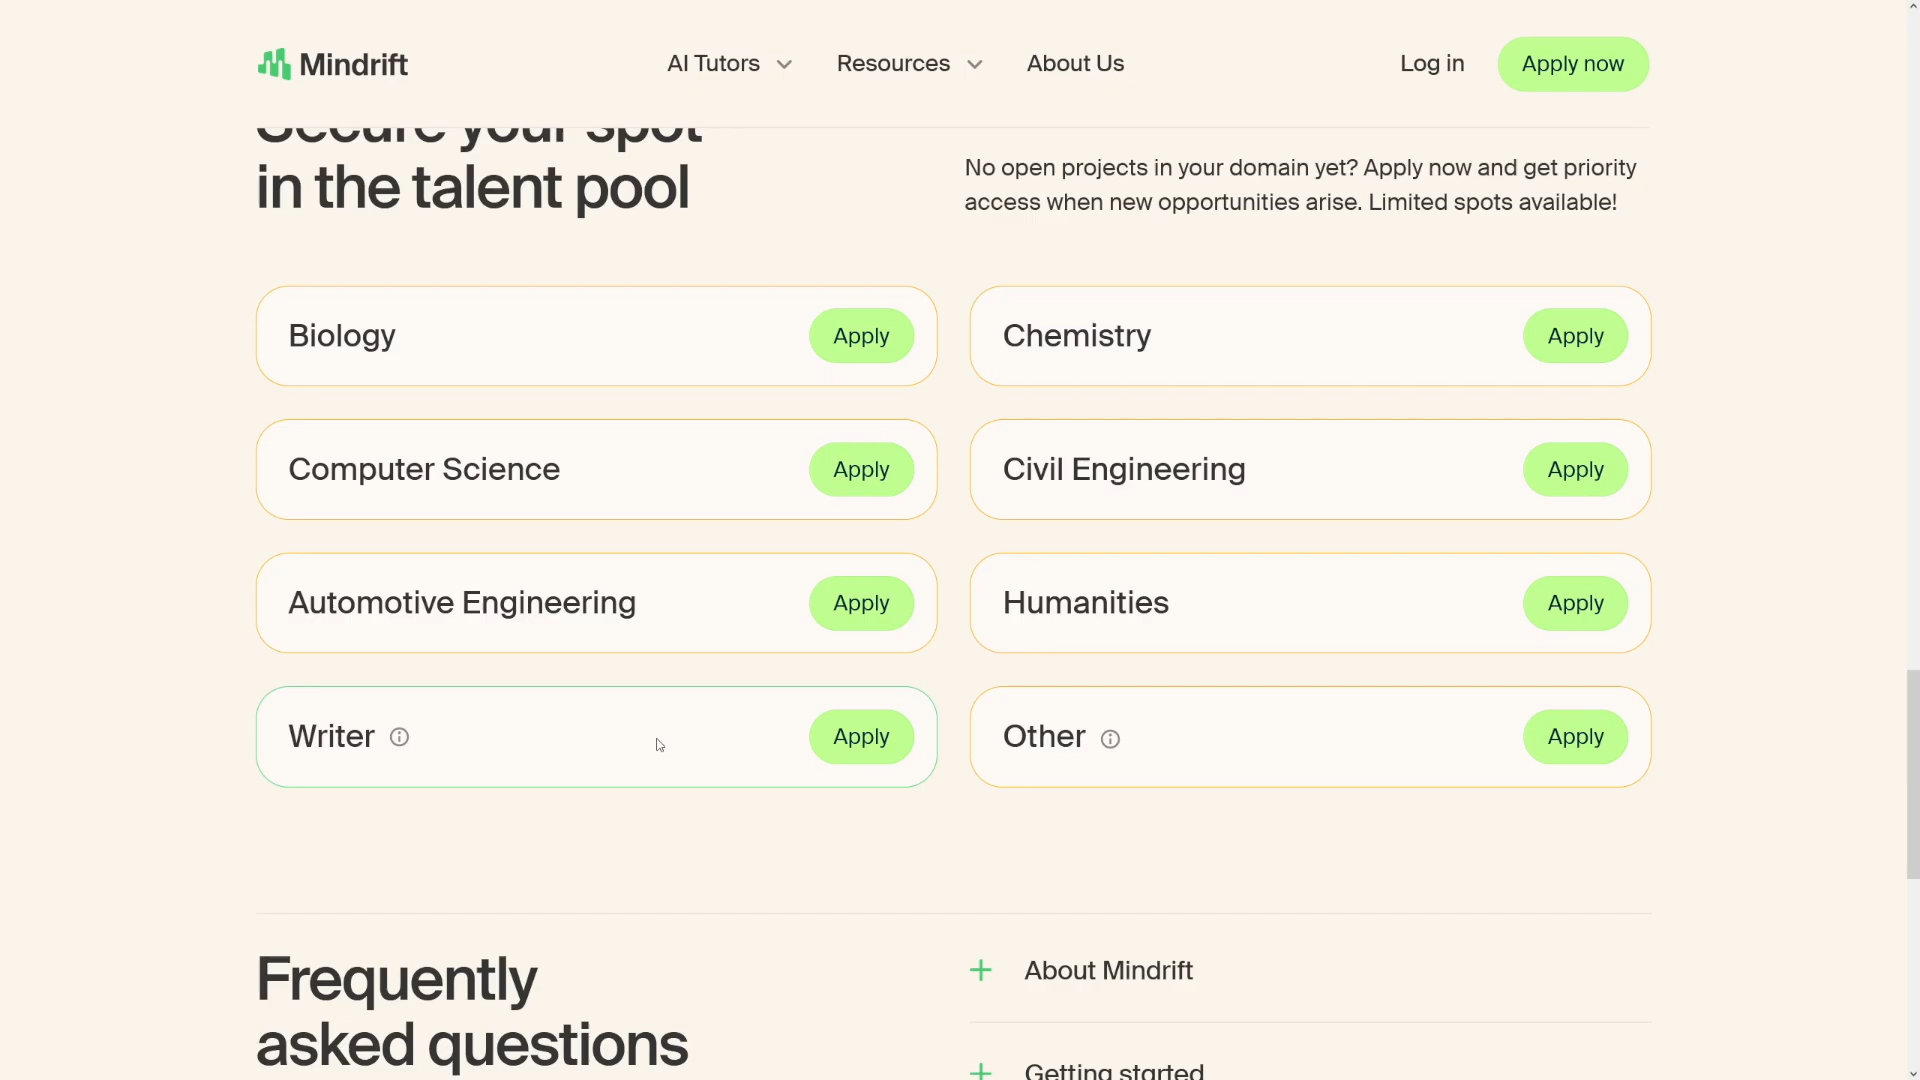 Mindrift
AI Tutors
Resources
About Us
Log in
Apply now
Secure your spot
in the talent pool
No open projects in your domain yet? Apply now and get priority
access when new opportunities arise. Limited spots available!
Biology
Apply
Chemistry
Apply
Computer Science
Apply
Civil Engineering
Apply
Automotive Engineering
Apply
Humanities
Apply
Writer
Apply
Other
Apply
Frequently
asked questions
About Mindrift
Getting started